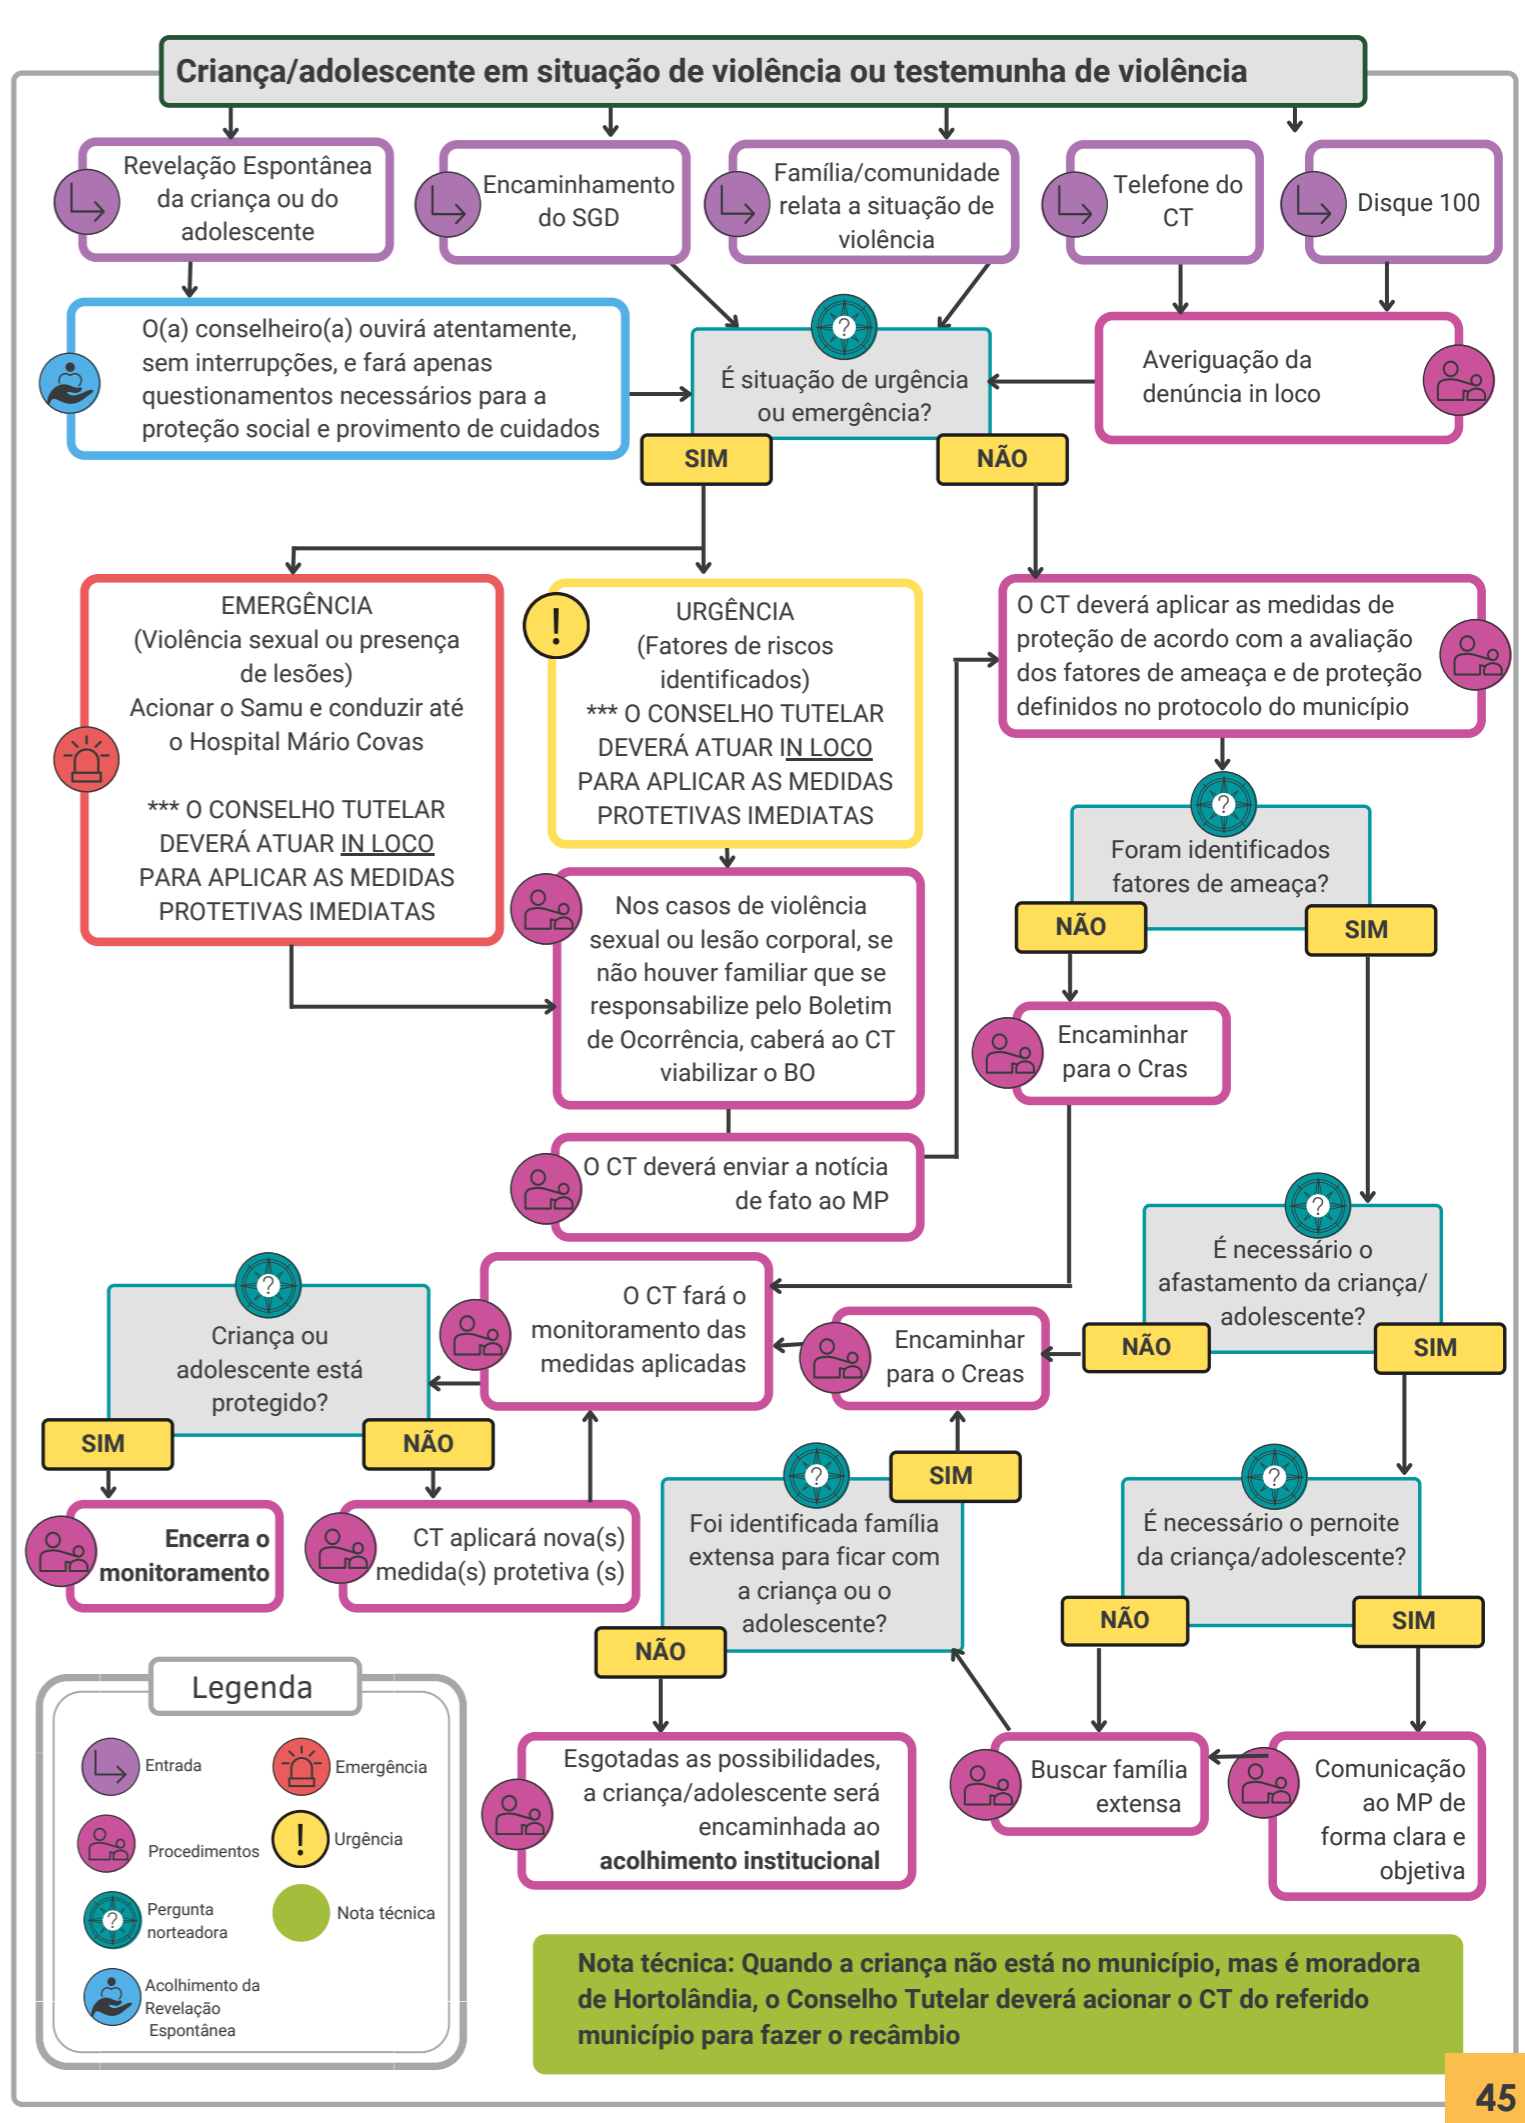 Criança/adolescente em situação de violência ou testemunha de violência
Revelação Espontânea
da criança ou do
adolescente
Encaminhamento
do SGD
Família/comunidade
relata a situação de
violência
Telefone do
CT
Disque 100
O(a) conselheiro(a) ouvirá atentamente,
sem interrupções, e fará apenas
questionamentos necessários para a
proteção social e provimento de cuidados
?
É situação de urgência
ou emergência?
Averiguação da
denúncia in loco
SIM
NÃO
EMERGÊNCIA
(Violência sexual ou presença
de lesões)
Acionar o Samu e conduzir até
o Hospital Mário Covas
*** O CONSELHO TUTELAR
DEVERÁ ATUAR IN LOCO
PARA APLICAR AS MEDIDAS
PROTETIVAS IMEDIATAS
!
URGÊNCIA
(Fatores de riscos
identificados)
*** O CONSELHO TUTELAR
DEVERÁ ATUAR IN LOCO
PARA APLICAR AS MEDIDAS
PROTETIVAS IMEDIATAS
O CT deverá aplicar as medidas de
proteção de acordo com a avaliação
dos fatores de ameaça e de proteção
definidos no protocolo do município
?
Foram identificados
fatores de ameaça?
NÃO
SIM
Nos casos de violência
sexual ou lesão corporal, se
não houver familiar que se
responsabilize pelo Boletim
de Ocorrência, caberá ao CT
viabilizar o BO
Encaminhar
para o Cras
O CT deverá enviar a notícia
de fato ao MP
?
É necessário o
afastamento da criança/
adolescente?
NÃO
SIM
?
Criança ou
adolescente está
protegido?
SIM
NÃO
O CT fará o
monitoramento das
medidas aplicadas
Encaminhar
para o Creas
Encerra o
monitoramento
CT aplicará nova(s)
medida(s) protetiva (s)
?
SIM
Foi identificada família
extensa para ficar com
a criança ou o
adolescente?
NÃO
?
É necessário o pernoite
da criança/adolescente?
NÃO
SIM
Esgotadas as possibilidades,
a criança/adolescente será
encaminhada ao
acolhimento institucional
Buscar família
extensa
Comunicação
ao MP de
forma clara e
objetiva
Legenda
Entrada
Emergência
Procedimentos
!
Urgência
?
Pergunta
norteadora
Nota técnica
Acolhimento da
Revelação
Espontânea
Nota técnica: Quando a criança não está no município, mas é moradora
de Hortolândia, o Conselho Tutelar deverá acionar o CT do referido
município para fazer o recâmbio
45